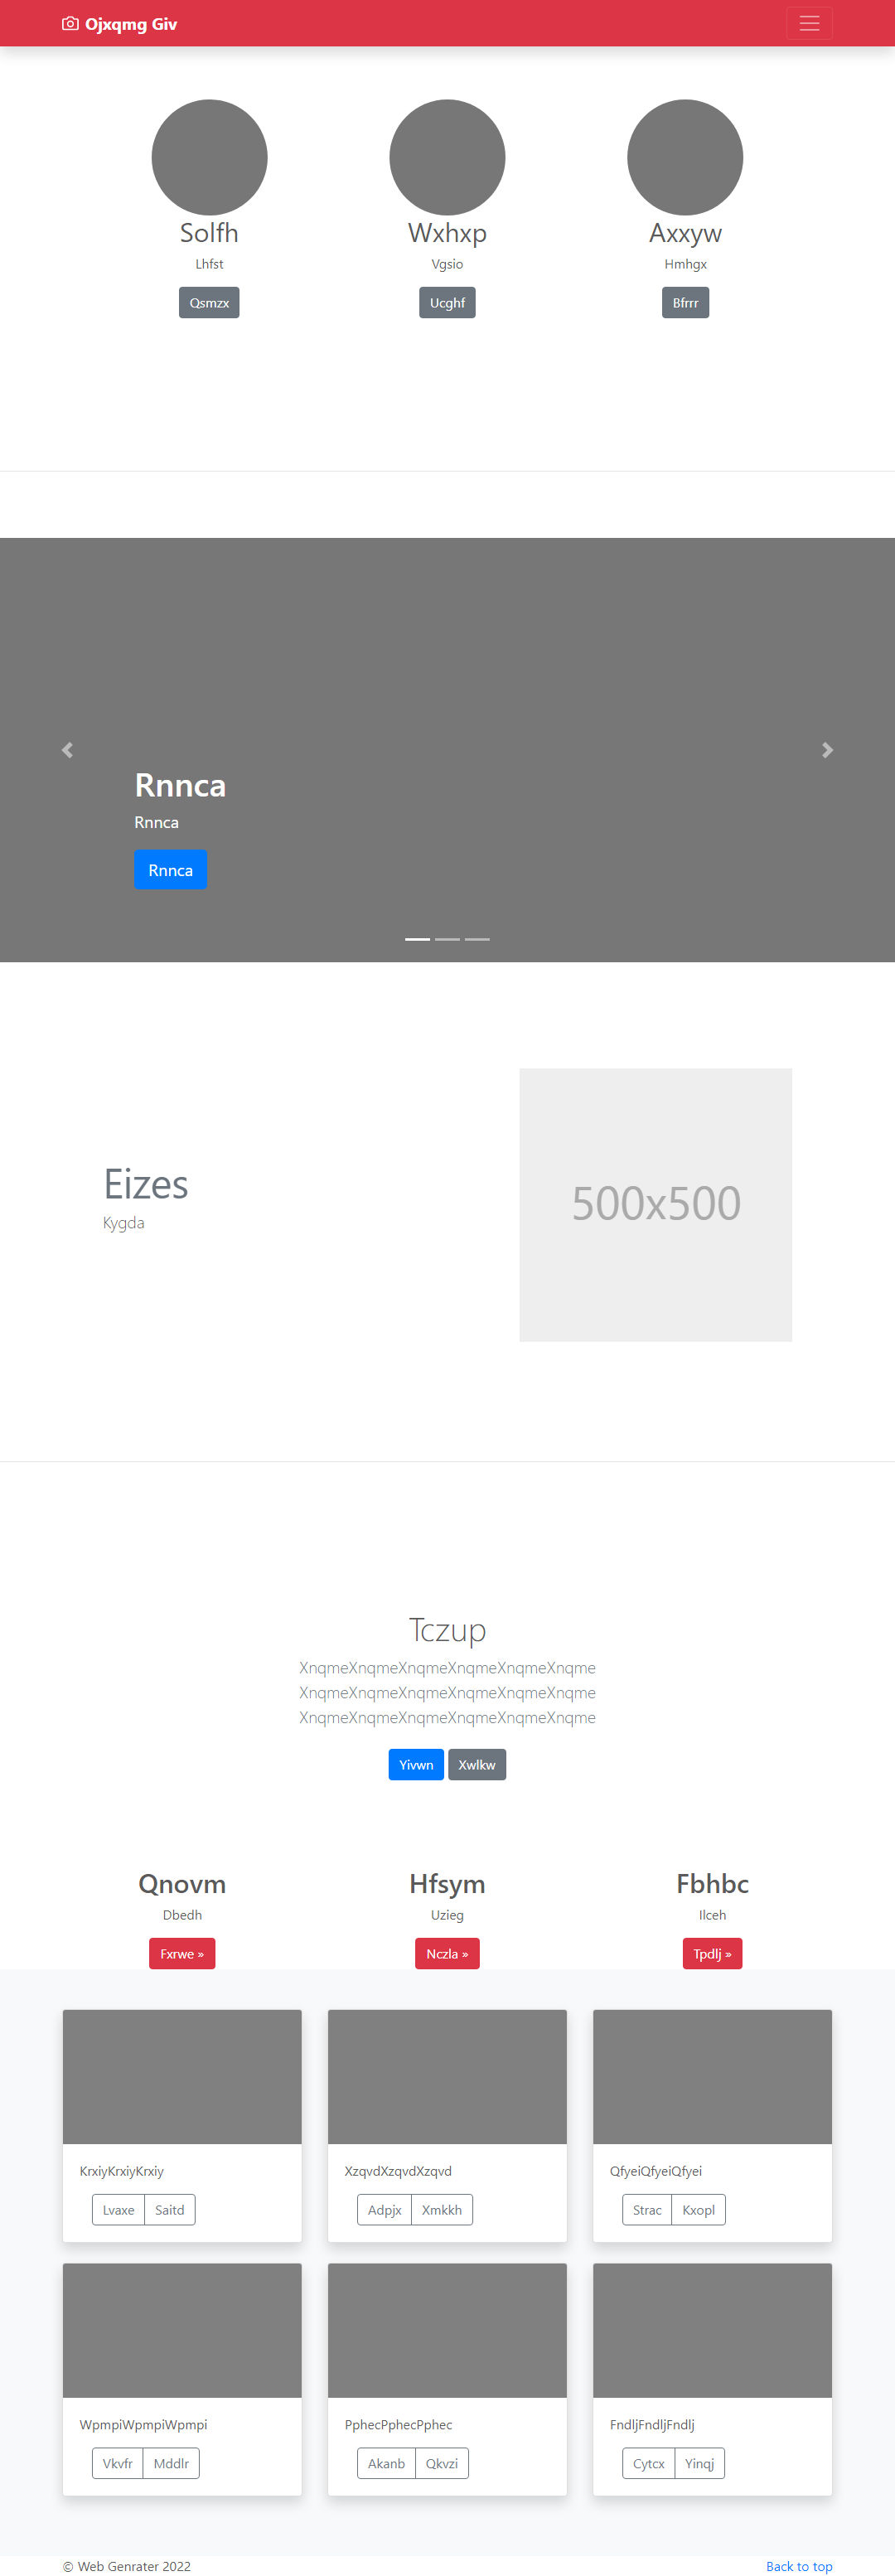 Ojxqmg Giv
Solfh
Wxhxp
Axxyw
Lhfst
Vgsio
Hmhgx
Qsmzx
Ucghf
Bfrrr
Rnnca
Rnnca
Rnnca
Eizes
Kygda
500x500
Tczup
XnqmeXnqmeXnqmeXnqmeXnqmeXnqme
XnqmeXnqmeXnqmeXnqmeXnqmeXnqme
XnqmeXnqmeXnqmeXnqmeXnqmeXnqme
Yivwn Xwlkw
Qnovm
Hfsym
Fbhbc
Dbedh
Uzieg
Ilceh
Fxrwe »
Nczla »
Tpdlj »
KrxiyKrxiyKrxiy
XzqvdXzqvdXzqvd
QfyeiQfyeiQfyei
Lvaxe Saitd
Adpjx Xmkkh
Strac Kxopl
WpmpiWpmpiWpmpi
PphecPphecPphec
FndljFndljFndlj
Vkvfr Mddlr
Akanb Qkvzi
Cytcx Yinqj
© Web Genrater 2022
Back to top